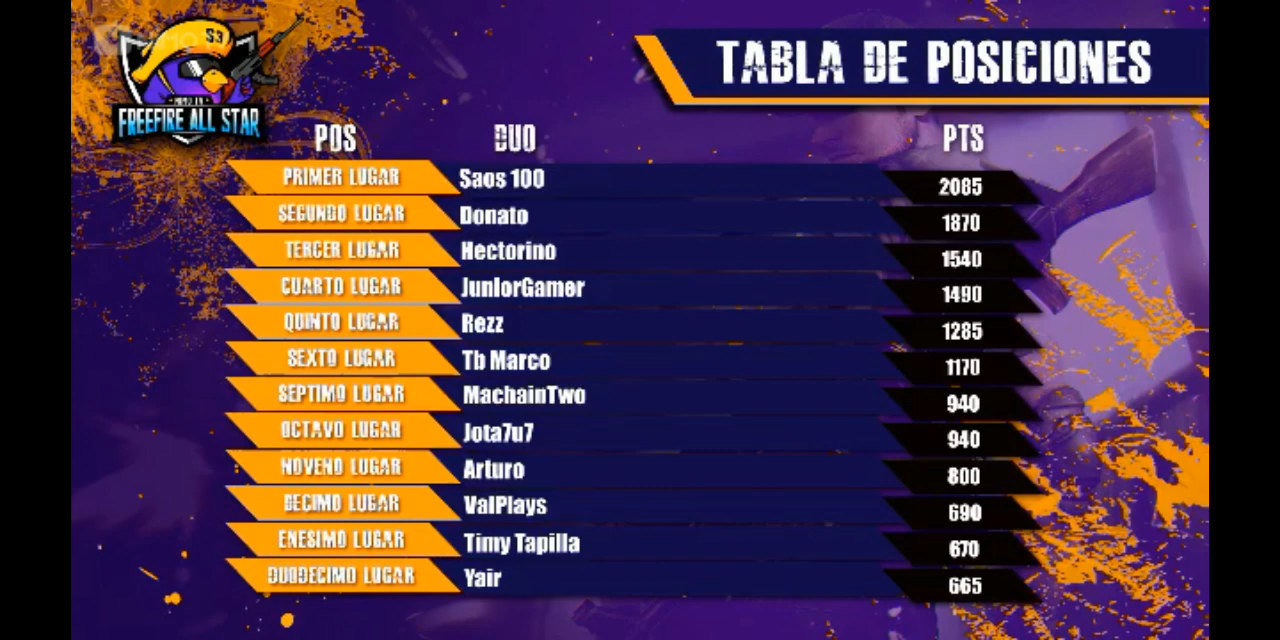 S3
FREEFIRE ALL STAR
TABLA DE POSICIONES
POS DUO PTS
PRIMER LUGAR Saos 100 2085
SEGUNDO LUGAR Donato 1870
TERCER LUGAR Hectorino 1540
CUARTO LUGAR JuniorGamer 1490
QUINTO LUGAR Rezz 1285
SEXTO LUGAR Tb Marco 1170
SEPTIMO LUGAR MachainTwo 940
OCTAVO LUGAR Jota7u7 940
NOVENO LUGAR Arturo 800
DECIMO LUGAR ValPlays 690
ENESIMO LUGAR Timy Tapilla 670
DUODECIMO LUGAR Yair 665